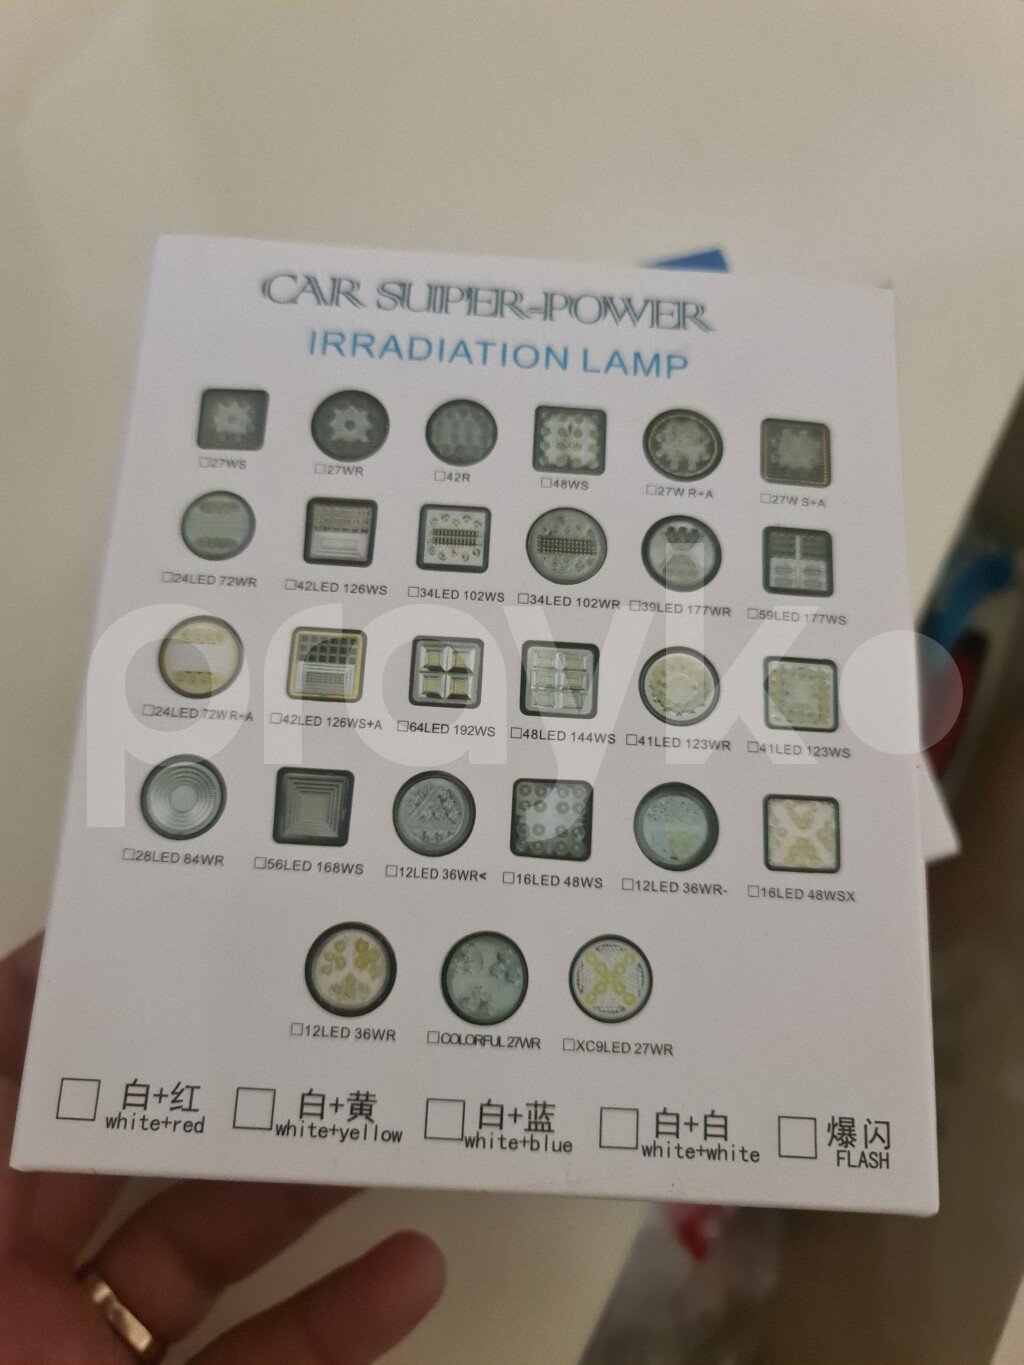 CAR SUPER-POWER
IRRADIATION LAMP
☐27WS ☐27WR ☐42R ☐48WS ☐27W R+A ☐27W S+A
☐24LED 72WR ☐42LED 126WS ☐34LED 102WS ☐34LED 102WR ☐39LED 177WR ☐59LED 177WS
☐24LED 72WR+A ☐42LED 126WS+A ☐64LED 192WS ☐48LED 144WS ☐41LED 123WR ☐41LED 123WS
☐28LED 84WR ☐56LED 168WS ☐12LED 36WR< ☐16LED 48WS ☐12LED 36WR- ☐16LED 48WSX
☐12LED 36WR ☐COLORFUL 27WR ☐XC9LED 27WR
☐ 白+红 ☐ 白+黄 ☐ 白+蓝 ☐ 白+白 ☐ 爆闪
white+red white+yellow white+blue white+white FLASH
prayko